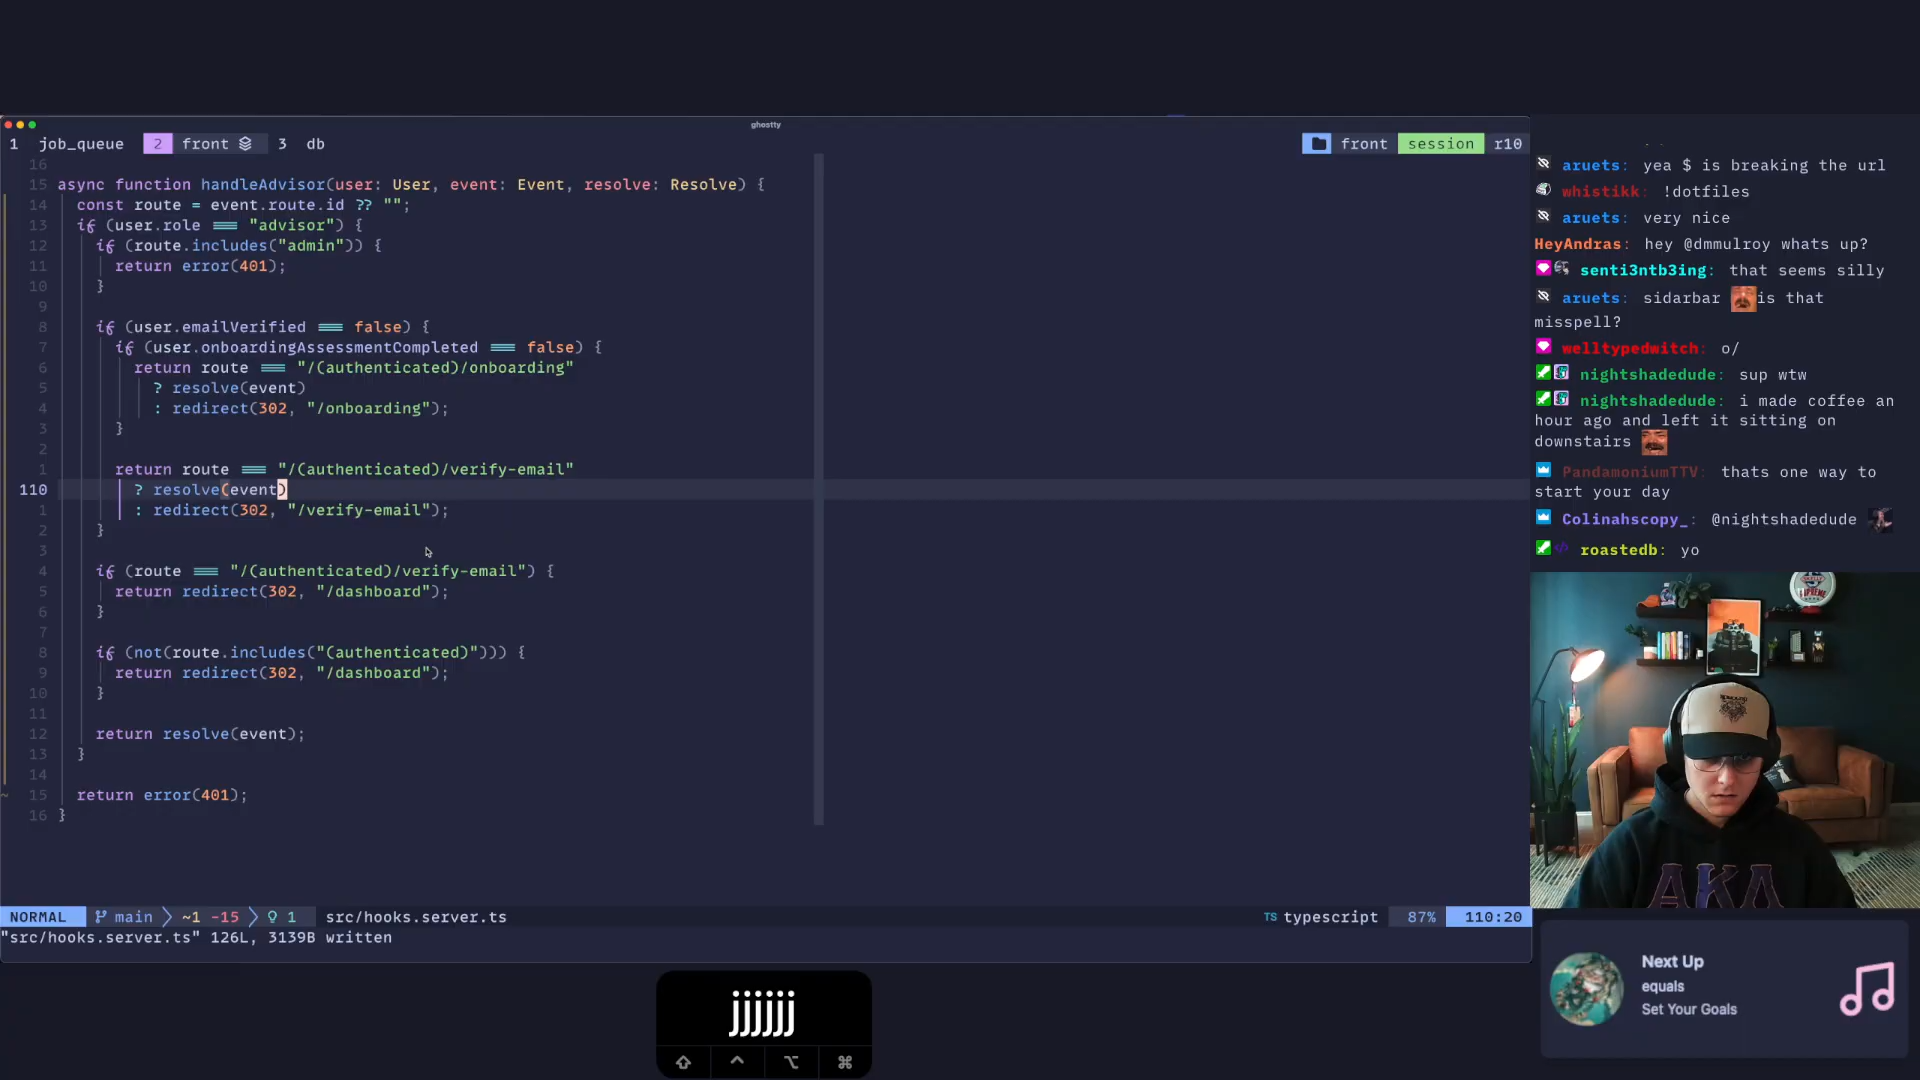 ghostty
1 job_queue 2 front 3 db
front session r10
16
15 async function handleAdvisor(user: User, event: Event, resolve: Resolve) {
14 const route = event.route.id ?? "";
13 if (user.role === "advisor") {
12 if (route.includes("admin")) {
11 return error(401);
10 }
9
8 if (user.emailVerified === false) {
7 if (user.onboardingAssessmentCompleted === false) {
6 return route === "/(authenticated)/onboarding"
5 ? resolve(event)
4 : redirect(302, "/onboarding");
3 }
2
1 return route === "/(authenticated)/verify-email"
110 ? resolve(event)
1 : redirect(302, "/verify-email");
2 }
3
4 if (route === "/(authenticated)/verify-email") {
5 return redirect(302, "/dashboard");
6 }
7
8 if (not(route.includes("(authenticated)"))) {
9 return redirect(302, "/dashboard");
10 }
11
12 return resolve(event);
13 }
14
~ 15 return error(401);
16 }
NORMAL main ~1 -15 1 src/hooks.server.ts TS typescript 87% 110:20
"src/hooks.server.ts" 126L, 3139B written
jjjjjj
aruets: yea $ is breaking the url
whistikk: !dotfiles
aruets: very nice
HeyAndras: hey @dmmulroy whats up?
senti3ntb3ing: that seems silly
aruets: sidarbar is that
misspell?
welltypedwitch: o/
nightshadedude: sup wtw
nightshadedude: i made coffee an
hour ago and left it sitting on
downstairs
PandamoniumTTV: thats one way to
start your day
Colinahscopy_: @nightshadedude
roastedb: yo
AKA
Next Up
equals
Set Your Goals